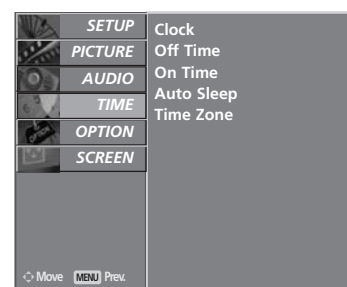 SETUP
PICTURE
AUDIO
TIME
OPTION
SCREEN
Clock
Off Time
On Time
Auto Sleep
Time Zone
Move MENU Prev.